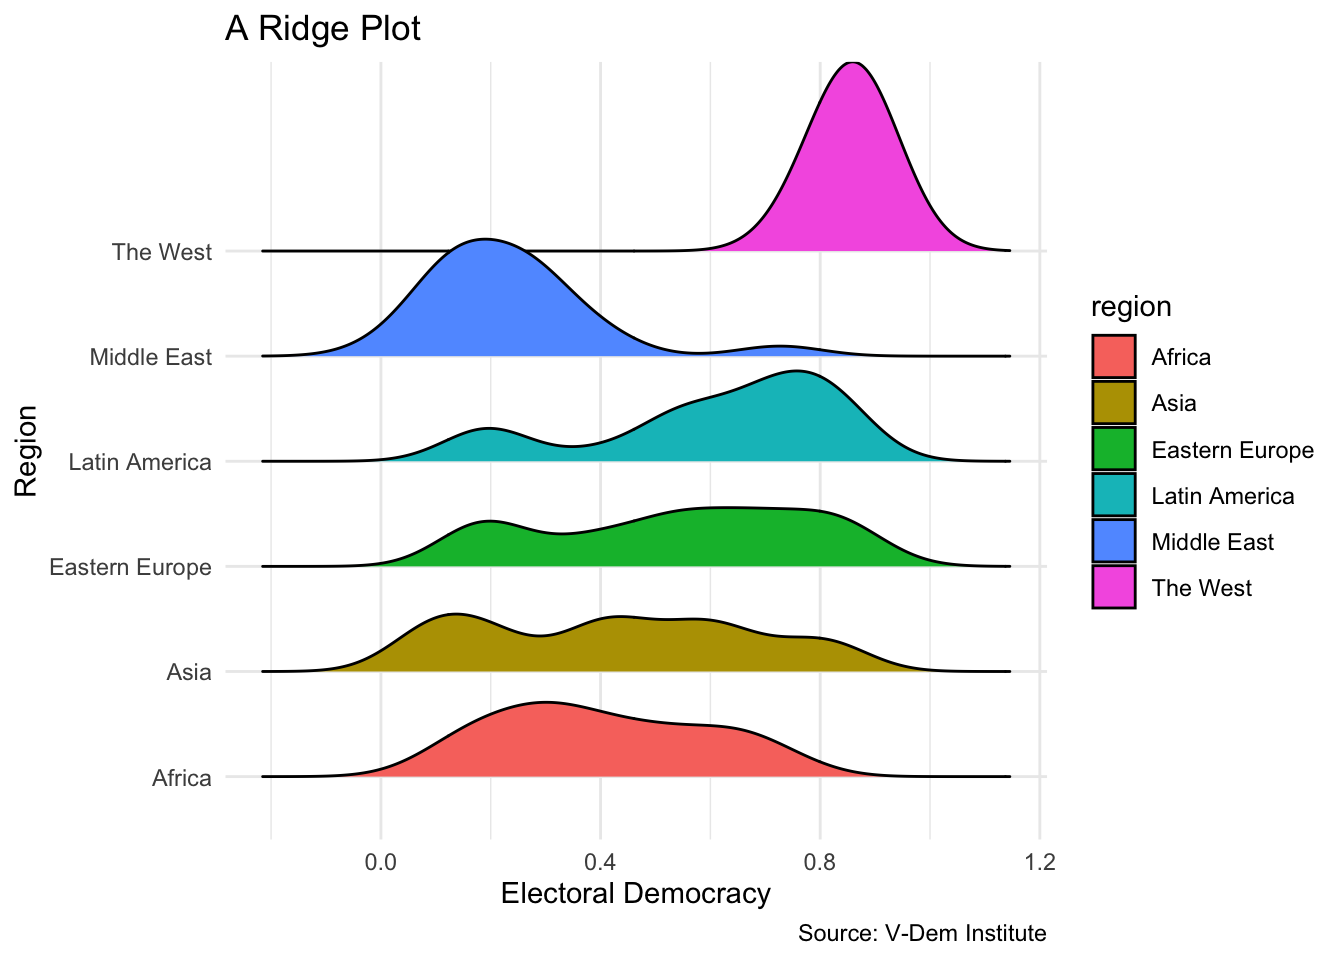 A Ridge Plot
The West
Middle East
Latin America
Eastern Europe
Asia
Africa
Region
0.0 0.4 0.8 1.2
Electoral Democracy
Source: V-Dem Institute
region
Africa
Asia
Eastern Europe
Latin America
Middle East
The West